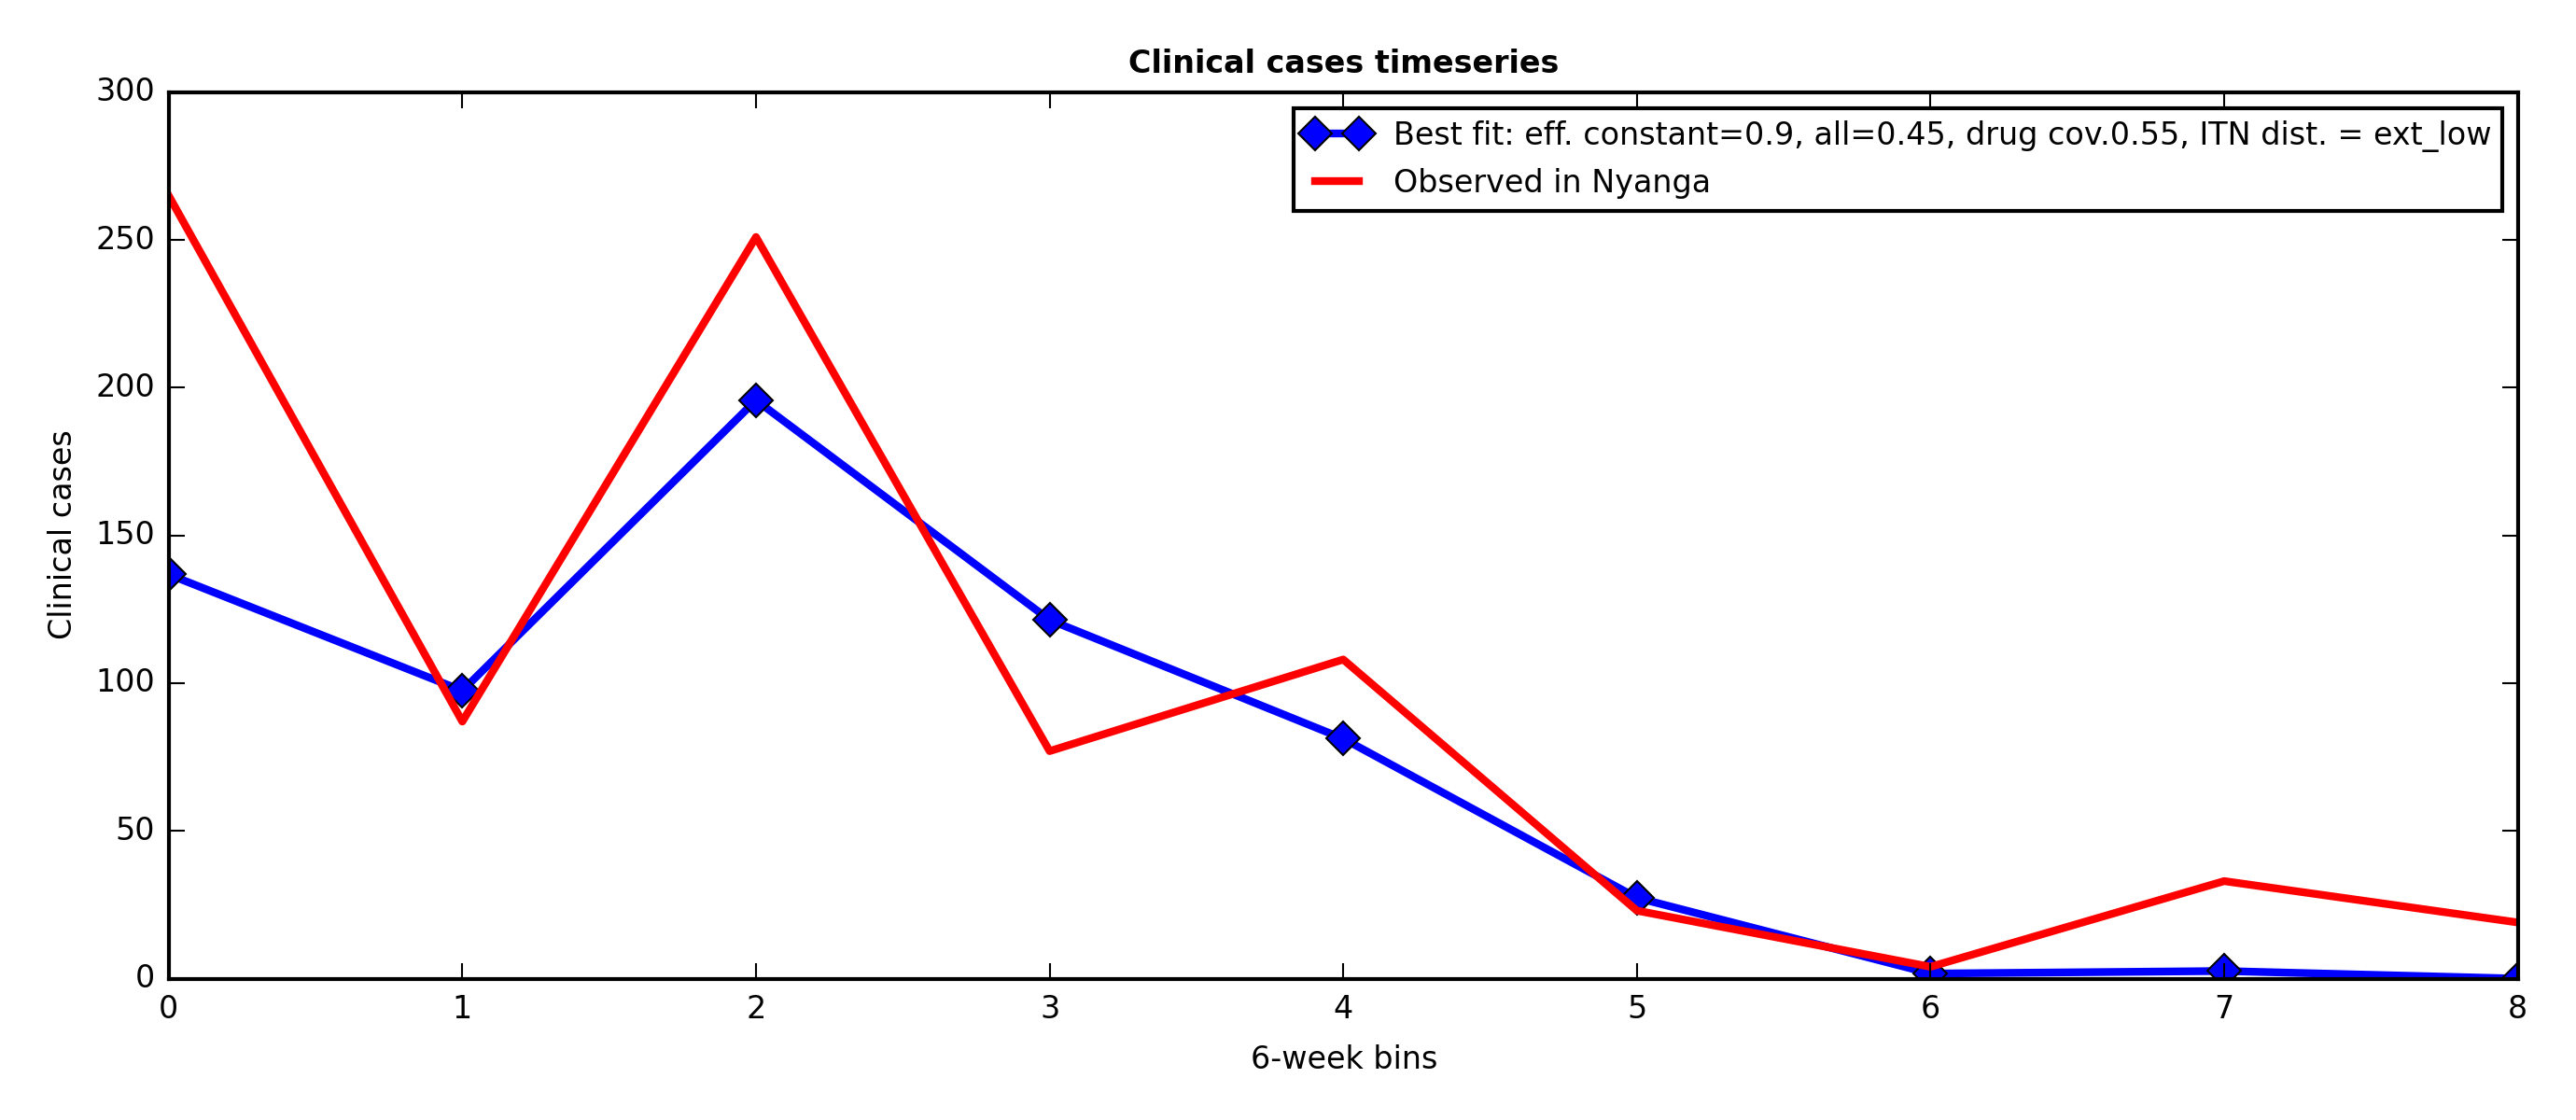 Clinical cases timeseries
300
250
200
150
100
50
0
Clinical cases
Best fit: eff. constant=0.9, all=0.45, drug cov.0.55, ITN dist. = ext_low
Observed in Nyanga
0 1 2 3 4 5 6 7 8
6-week bins